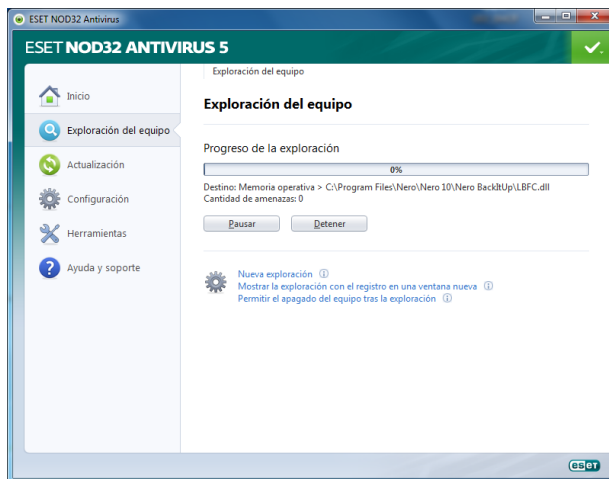 ESET NOD32 Antivirus
ESET NOD32 ANTIVIRUS 5
Inicio
Exploración del equipo
Actualización
Configuración
Herramientas
Ayuda y soporte
Exploración del equipo
Exploración del equipo
Progreso de la exploración
0%
Destino: Memoria operativa > C:\Program Files\Nero\Nero 10\Nero BackItUp\LBFC.dll
Cantidad de amenazas: 0
Pausar
Detener
Nueva exploración
Mostrar la exploración con el registro en una ventana nueva
Permitir el apagado del equipo tras la exploración
eseT